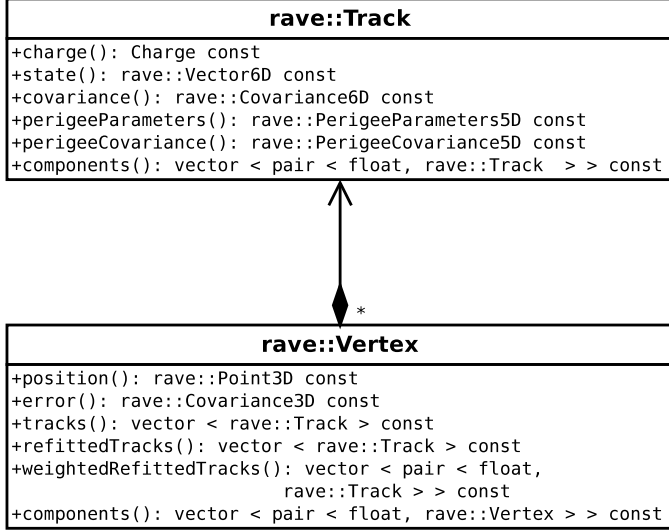 rave::Track
+charge(): Charge const
+state(): rave::Vector6D const
+covariance(): rave::Covariance6D const
+perigeeParameters(): rave::PerigeeParameters5D const
+perigeeCovariance(): rave::PerigeeCovariance5D const
+components(): vector < pair < float, rave::Track  > > const
*
rave::Vertex
+position(): rave::Point3D const
+error(): rave::Covariance3D const
+tracks(): vector < rave::Track > const
+refittedTracks(): vector < rave::Track > const
+weightedRefittedTracks(): vector < pair < float,
rave::Track > > const
+components(): vector < pair < float, rave::Vertex > > const